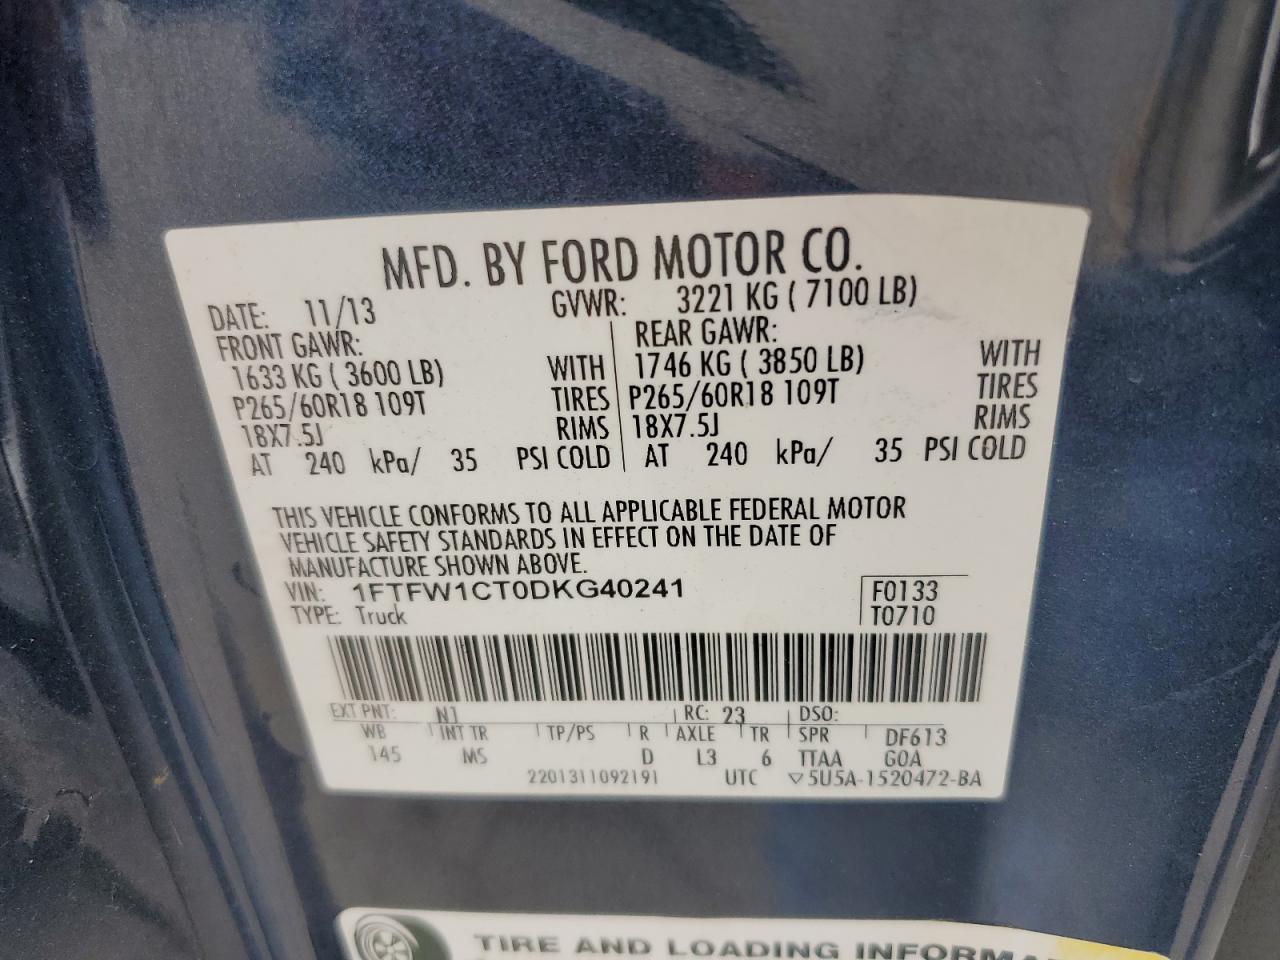 MFD. BY FORD MOTOR CO.
DATE: 11/13 GVWR: 3221 KG ( 7100 LB)
FRONT GAWR: REAR GAWR:
1633 KG ( 3600 LB) WITH 1746 KG ( 3850 LB) WITH
P265/60R18 109T TIRES P265/60R18 109T TIRES
18X7.5J RIMS 18X7.5J RIMS
AT 240 kPa/ 35 PSI COLD AT 240 kPa/ 35 PSI COLD
THIS VEHICLE CONFORMS TO ALL APPLICABLE FEDERAL MOTOR
VEHICLE SAFETY STANDARDS IN EFFECT ON THE DATE OF
MANUFACTURE SHOWN ABOVE.
VIN: 1FTFW1CT0DKG40241 F0133
TYPE: Truck T0710
EXT PNT: N1 RC: 23 DSO:
WB INT TR TP/PS R AXLE TR SPR DF613
145 MS D L3 6 TTAA G0A
2201311092191 UTC ▽5U5A-1520472-BA
TIRE AND LOADING INFORMA